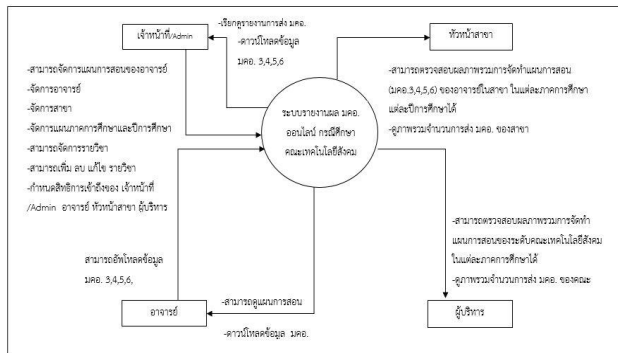 -เรียกดูรายงานการส่ง มคอ.
เจ้าหน้าที่/Admin
-ดาวน์โหลดข้อมูล
มคอ. 3,4,5,6
หัวหน้าสาขา
-สามารถจัดการแผนการสอนของอาจารย์
-จัดการอาจารย์
-จัดการสาขา
-จัดการแผนภาคการศึกษาและปีการศึกษา
-สามารถจัดการรายวิชา
-สามารถเพิ่ม ลบ แก้ไข รายวิชา
-กำหนดสิทธิการเข้าถึงของ เจ้าหน้าที่
/Admin อาจารย์ หัวหน้าสาขา ผู้บริหาร
ระบบรายงานผล มคอ.
ออนไลน์ กรณีศึกษา
คณะเทคโนโลยีสังคม
-สามารถตรวจสอบผลภาพรวมการจัดทำแผนการสอน
(มคอ.3,4,5,6) ของอาจารย์ในสาขา ในแต่ละภาคการศึกษา
แต่ละปีการศึกษาได้
-ดูภาพรวมจำนวนการส่ง มคอ. ของสาขา
สามารถอัพโหลดข้อมูล
มคอ. 3,4,5,6,
-สามารถตรวจสอบผลภาพรวมการจัดทำ
แผนการสอนของระดับคณะเทคโนโลยีสังคม
ในแต่ละภาคการศึกษาได้
-ดูภาพรวมจำนวนการส่ง มคอ. ของคณะ
-สามารถดูแผนการสอน
อาจารย์
-ดาวน์โหลดข้อมูล มคอ.
ผู้บริหาร